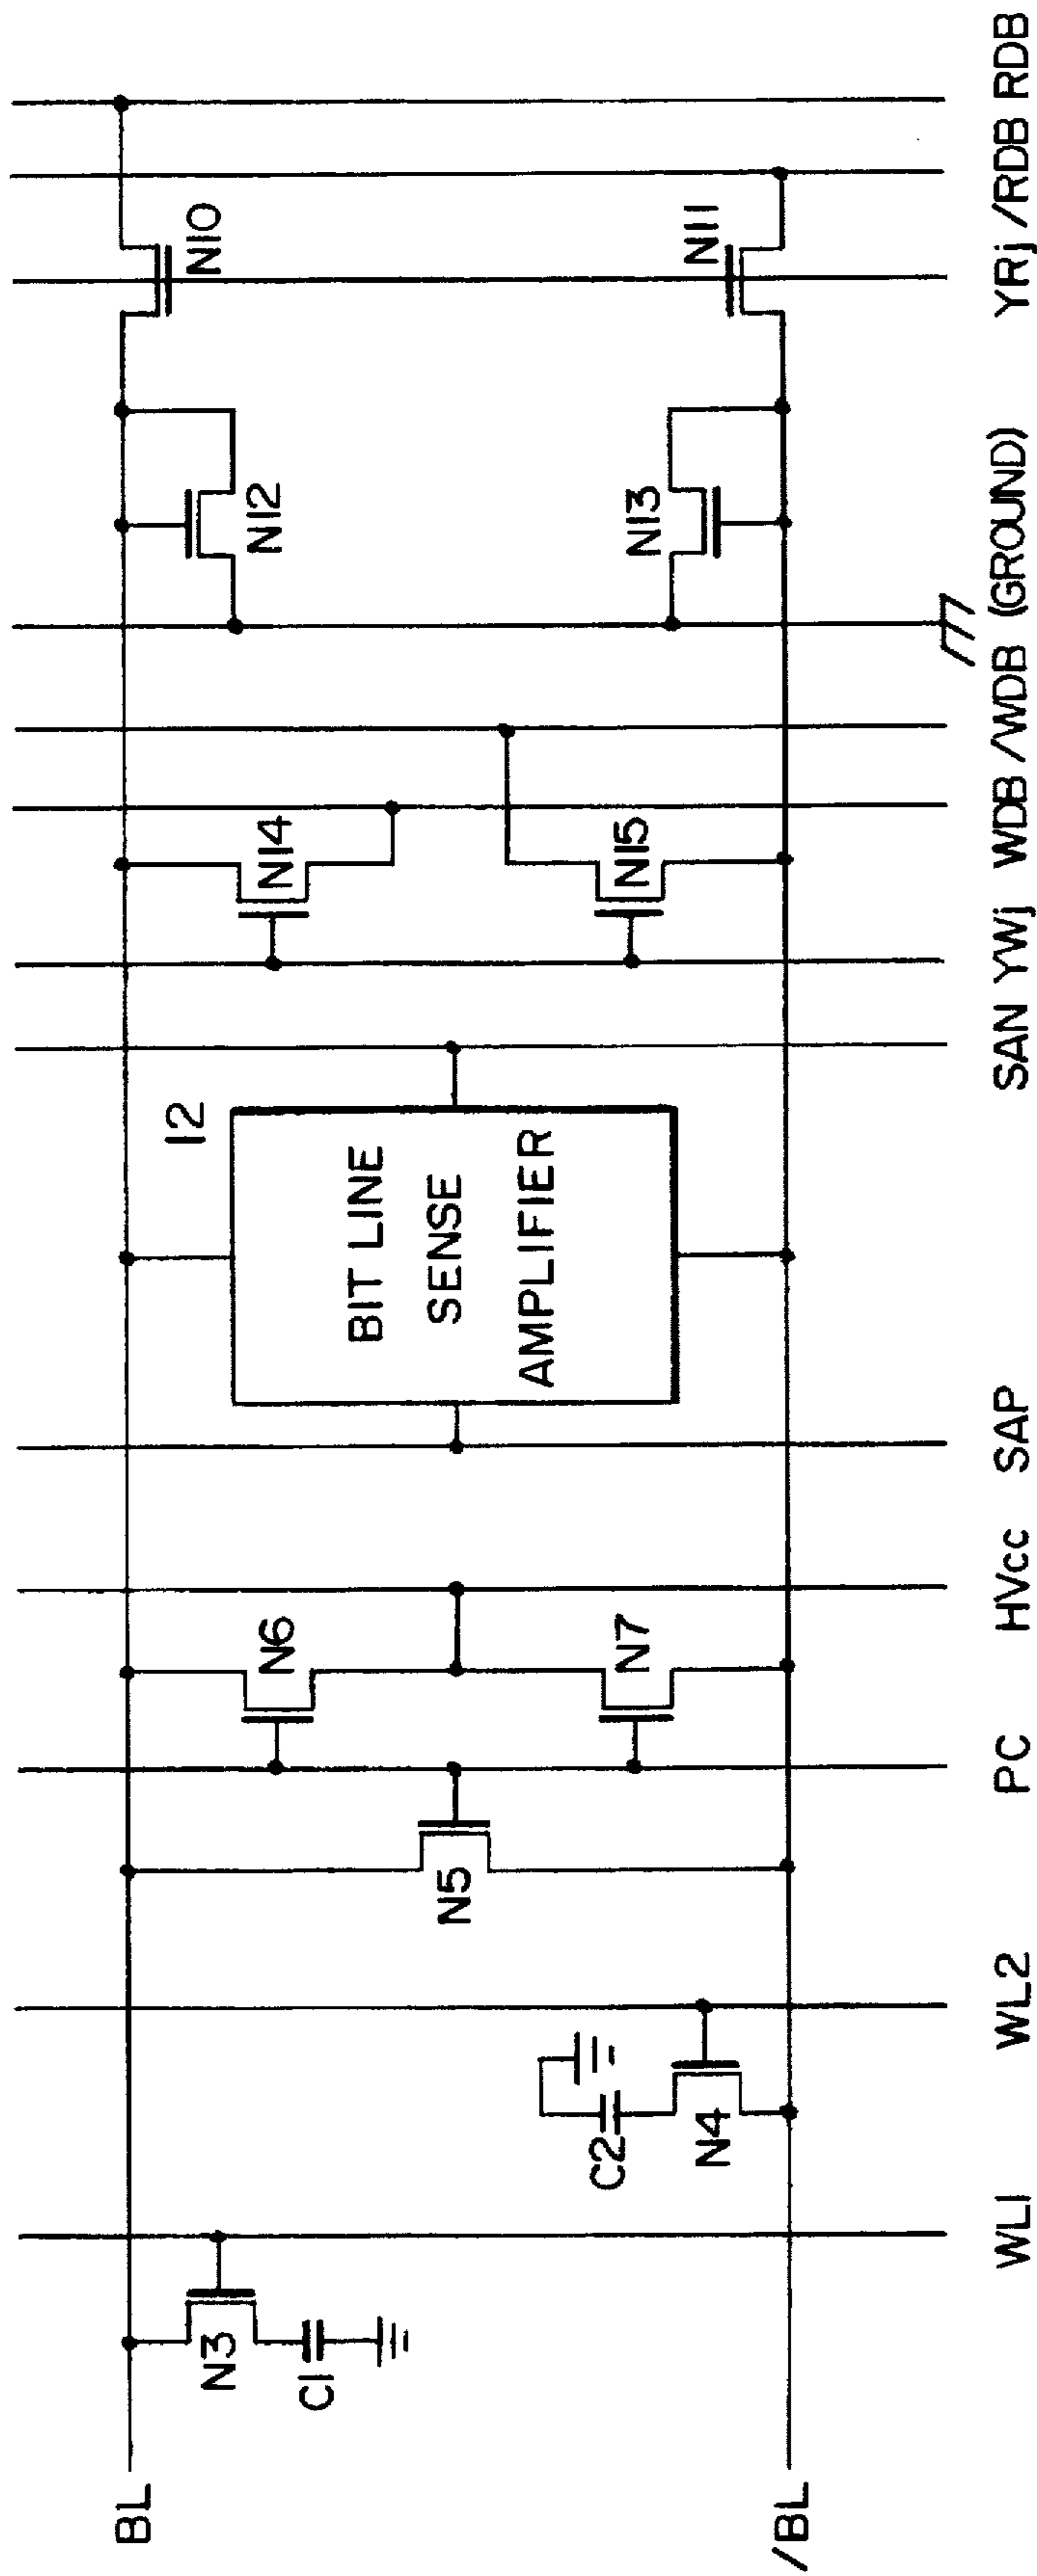 BL
/BL
N3
C1
C2
N4
N5
N6
N7
12
BIT LINE
SENSE
AMPLIFIER
N14
N15
N12
N13
N10
N11
WL1
WL2
PC
HVcc
SAP
SAN
YWj
WDB
/WDB
(GROUND)
YRj
/RDB
RDB